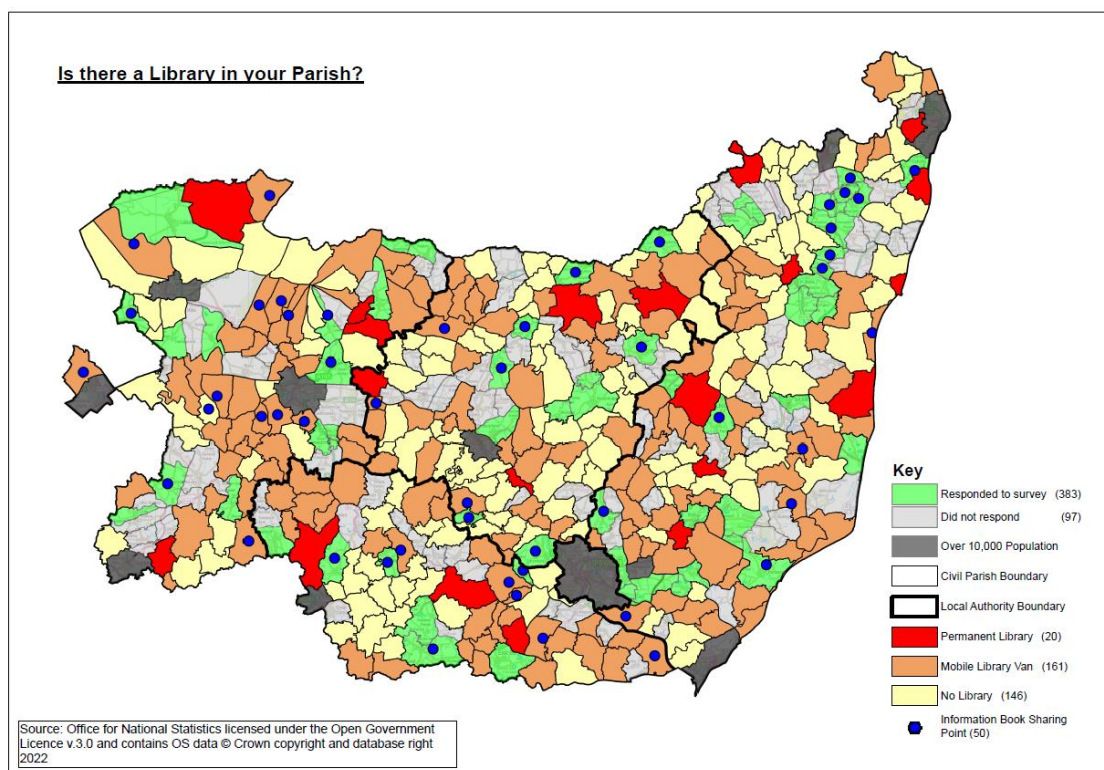 Is there a Library in your Parish?
Key
Responded to survey (383)
Did not respond (97)
Over 10,000 Population
Civil Parish Boundary
Local Authority Boundary
Permanent Library (20)
Mobile Library Van (161)
No Library (146)
Information Book Sharing
Point (50)
Source: Office for National Statistics licensed under the Open Government
Licence v.3.0 and contains OS data © Crown copyright and database right
2022